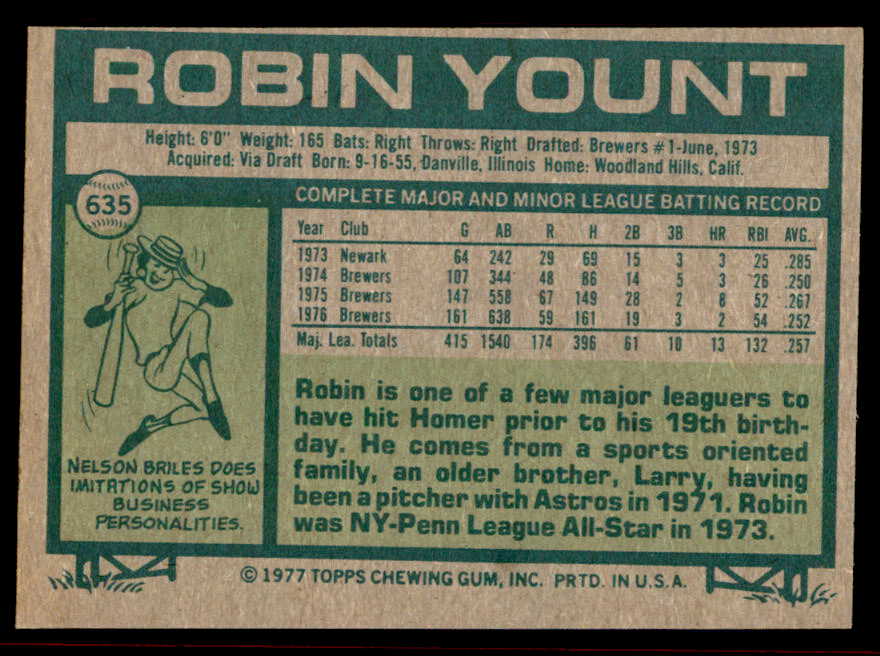 ROBIN YOUNT
Height: 6'0" Weight: 165 Bats: Right Throws: Right Drafted: Brewers #1-June, 1973
Acquired: Via Draft Born: 9-16-55, Danville, Illinois Home: Woodland Hills, Calif.
635
COMPLETE MAJOR AND MINOR LEAGUE BATTING RECORD
Year Club G AB R H 2B 3B HR RBI AVG.
1973 Newark 64 242 29 69 15 3 3 25 .285
1974 Brewers 107 344 48 86 14 5 3 26 .250
1975 Brewers 147 558 67 149 28 2 8 52 .267
1976 Brewers 161 638 59 161 19 3 2 54 .252
Maj. Lea. Totals 415 1540 174 396 61 10 13 132 .257
NELSON BRILES DOES
IMITATIONS OF SHOW
BUSINESS
PERSONALITIES.
Robin is one of a few major leaguers to
have hit Homer prior to his 19th birth-
day. He comes from a sports oriented
family, an older brother, Larry, having
been a pitcher with Astros in 1971. Robin
was NY-Penn League All-Star in 1973.
© 1977 TOPPS CHEWING GUM, INC. PRTD. IN U.S.A.